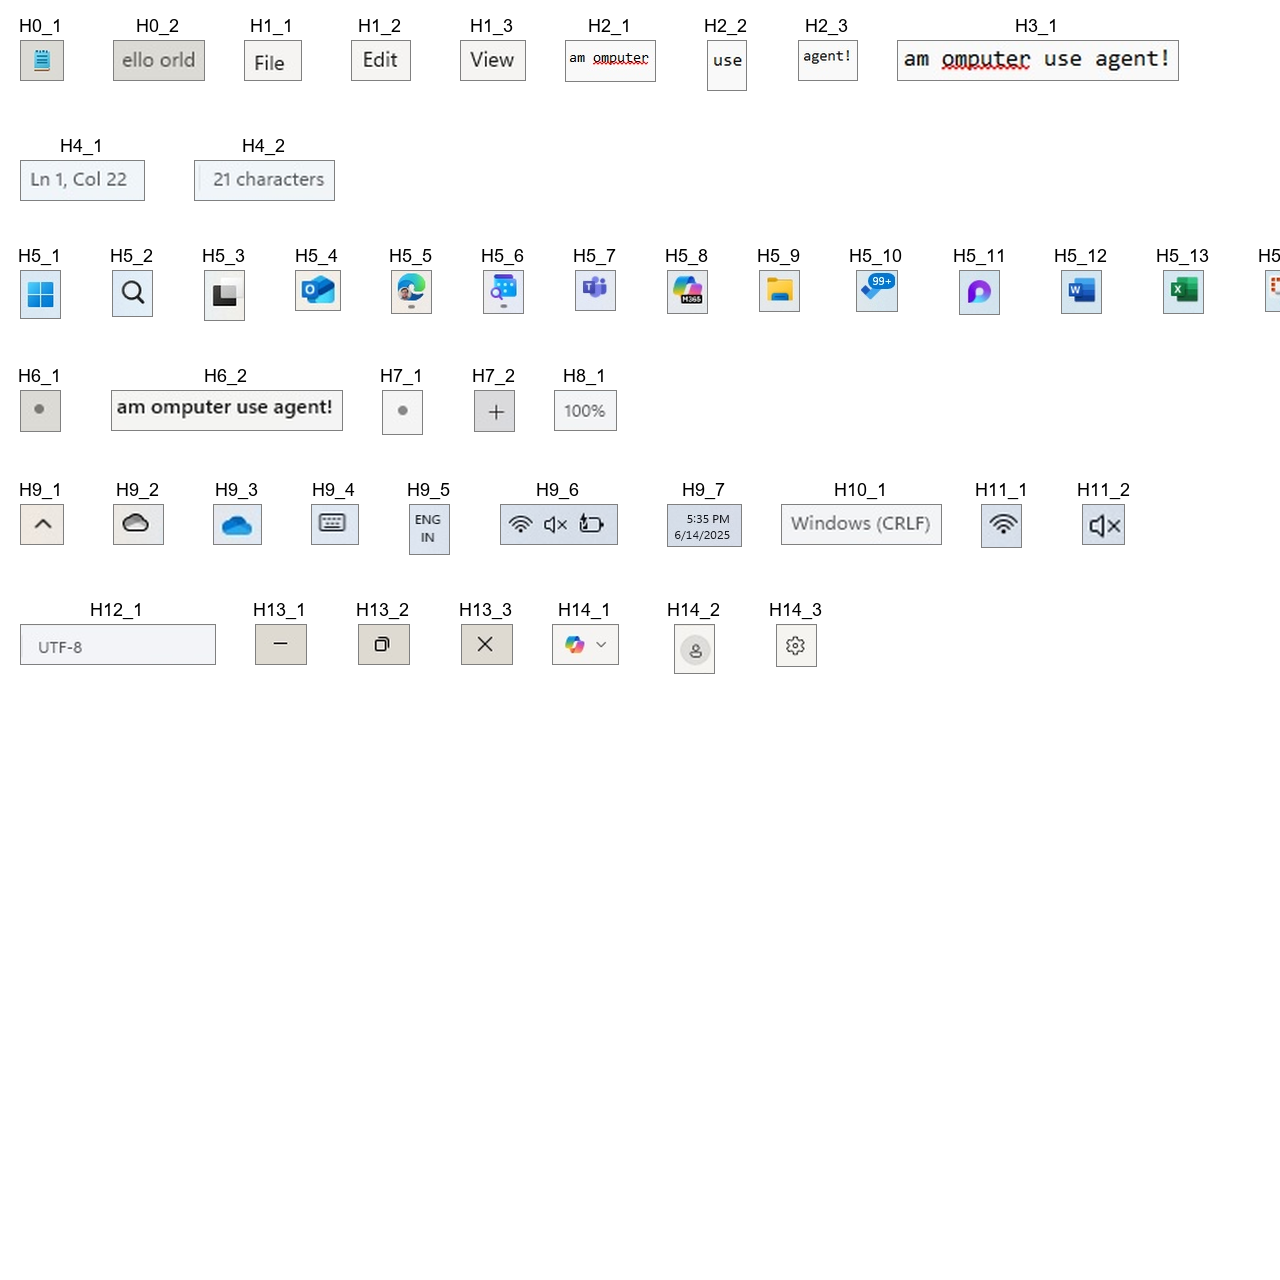 H0_1 H0_2 H1_1 H1_2 H1_3 H2_1 H2_2 H2_3 H3_1
ello orld File Edit View am omputer use agent! am omputer use agent!
H4_1 H4_2
Ln 1, Col 22 21 characters
H5_1 H5_2 H5_3 H5_4 H5_5 H5_6 H5_7 H5_8 H5_9 H5_10 H5_11 H5_12 H5_13 H5
M365 99+ W X
H6_1 H6_2 H7_1 H7_2 H8_1
am omputer use agent! 100%
H9_1 H9_2 H9_3 H9_4 H9_5 H9_6 H9_7 H10_1 H11_1 H11_2
ENG 5:35 PM Windows (CRLF)
IN 6/14/2025
H12_1 H13_1 H13_2 H13_3 H14_1 H14_2 H14_3
UTF-8